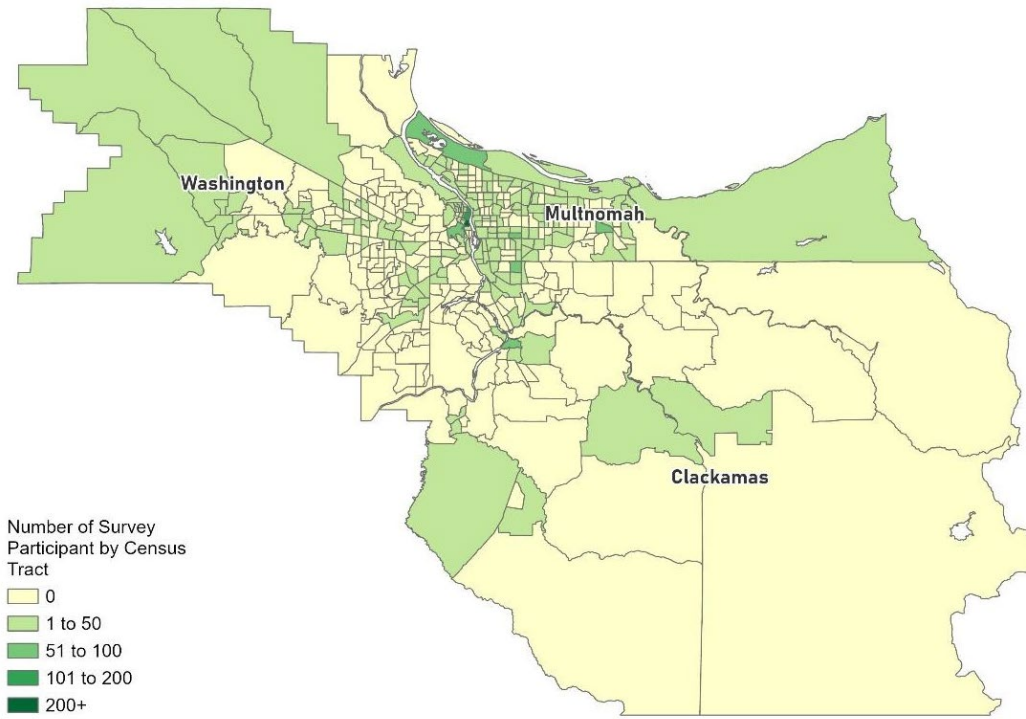 Washington
Multnomah
Clackamas
Number of Survey
Participant by Census
Tract
0
1 to 50
51 to 100
101 to 200
200+